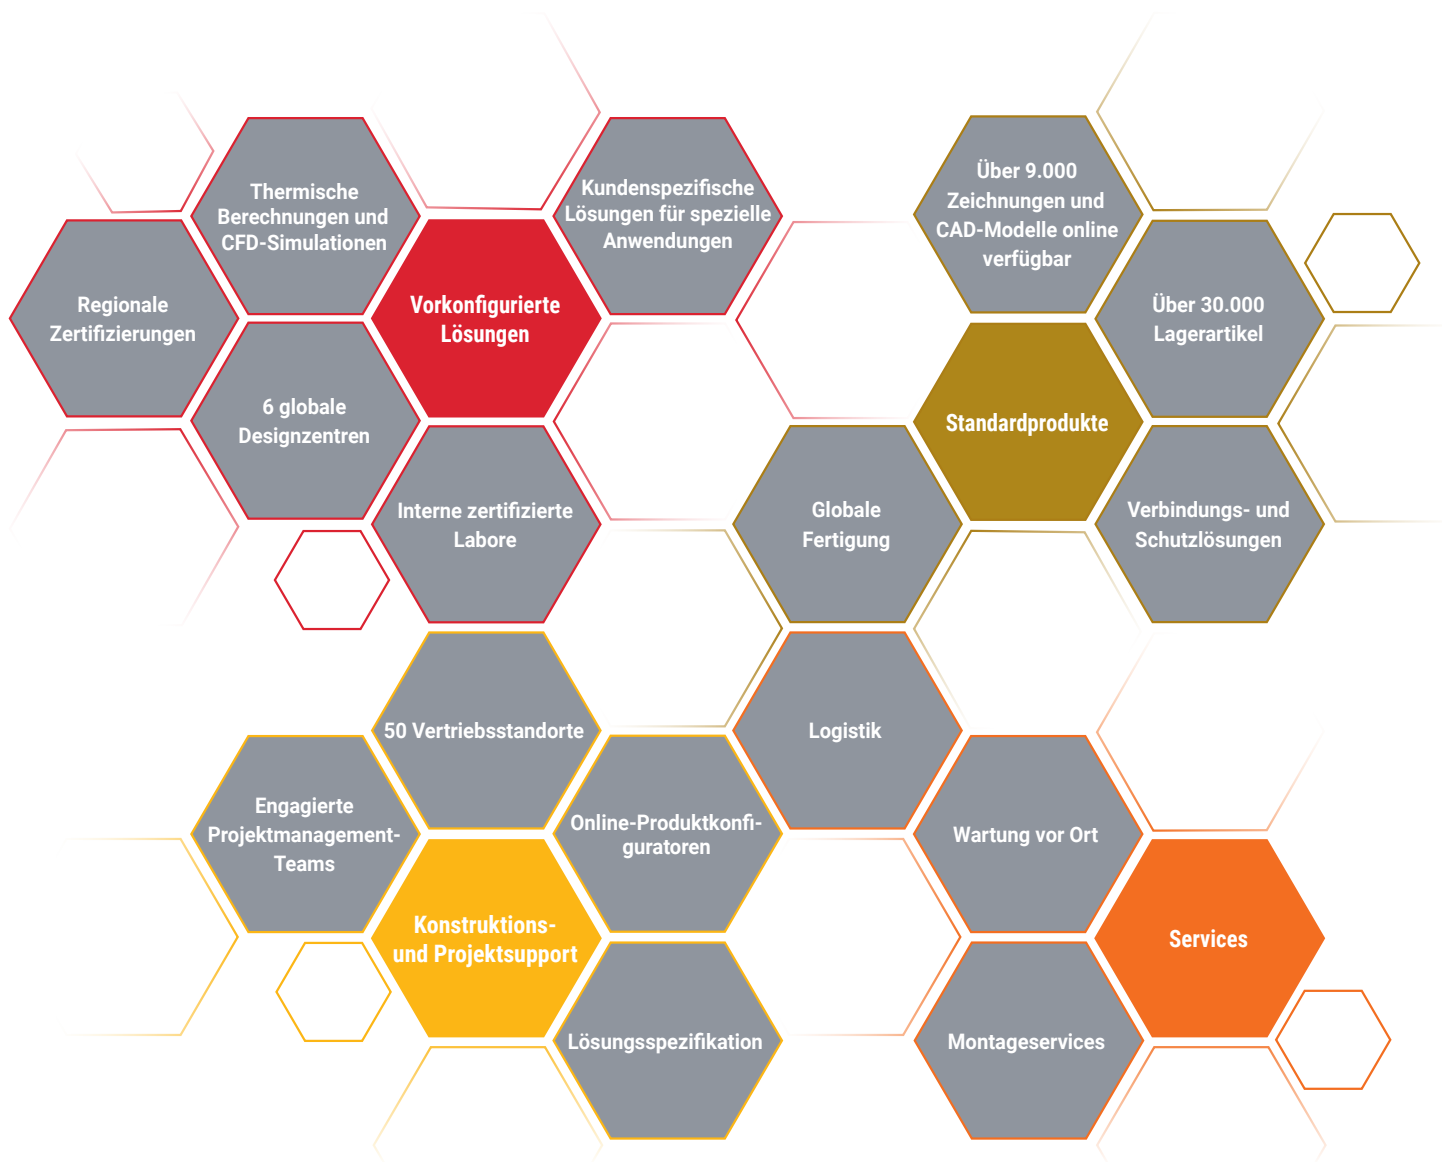 Thermische
Berechnungen und
CFD-Simulationen
Kundenspezifische
Lösungen für spezielle
Anwendungen
Regionale
Zertifizierungen
Vorkonfigurierte
Lösungen
6 globale
Designzentren
Interne zertifizierte
Labore
Über 9.000
Zeichnungen und
CAD-Modelle online
verfügbar
Über 30.000
Lagerartikel
Standardprodukte
Globale
Fertigung
Verbindungs- und
Schutzlösungen
50 Vertriebsstandorte
Engagierte
Projektmanagement-
Teams
Online-Produktkonfi-
guratoren
Konstruktions-
und Projektsupport
Lösungsspezifikation
Logistik
Wartung vor Ort
Services
Montageservices